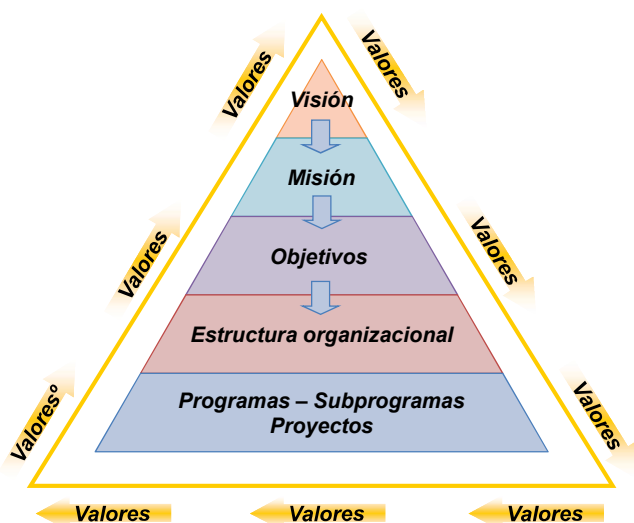 Valores
Valores
Visión
Misión
Valores
Valores
Objetivos
Estructura organizacional
Valoresº
Programas – Subprogramas
Proyectos
Valores
Valores
Valores
Valores